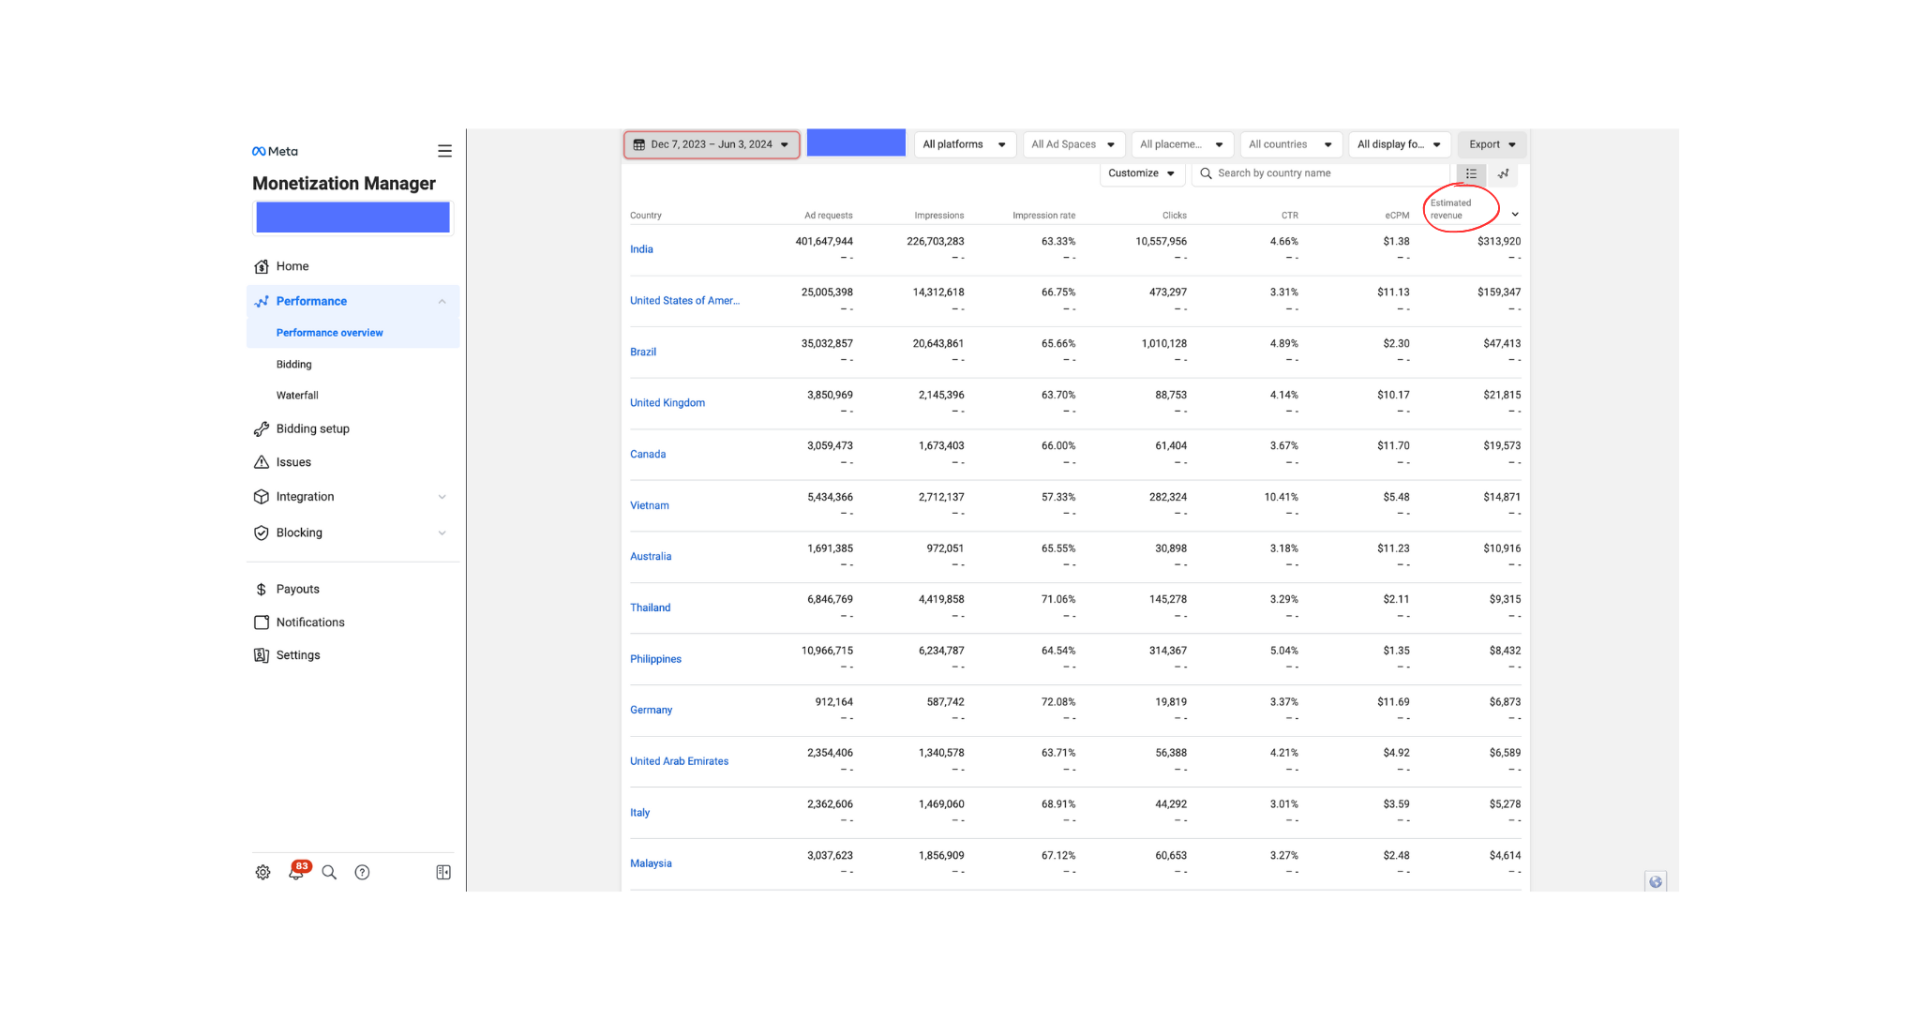 Meta
Monetization Manager
Home
Performance
Performance overview
Bidding
Waterfall
Bidding setup
Issues
Integration
Blocking
Payouts
Notifications
Settings
83
Dec 7, 2023 – Jun 3, 2024 All platforms All Ad Spaces All placeme... All countries All display fo... Export
Customize Search by country name
Country Ad requests Impressions Impression rate Clicks CTR eCPM Estimated revenue
India 401,647,944 226,703,283 63.33% 10,557,956 4.66% $1.38 $313,920
– - – - – - – - – - – - – -
United States of Amer... 25,005,398 14,312,618 66.75% 473,297 3.31% $11.13 $159,347
– - – - – - – - – - – - – -
Brazil 35,032,857 20,643,861 65.66% 1,010,128 4.89% $2.30 $47,413
– - – - – - – - – - – - – -
United Kingdom 3,850,969 2,145,396 63.70% 88,753 4.14% $10.17 $21,815
– - – - – - – - – - – - – -
Canada 3,059,473 1,673,403 66.00% 61,404 3.67% $11.70 $19,573
– - – - – - – - – - – - – -
Vietnam 5,434,366 2,712,137 57.33% 282,324 10.41% $5.48 $14,871
– - – - – - – - – - – - – -
Australia 1,691,385 972,051 65.55% 30,898 3.18% $11.23 $10,916
– - – - – - – - – - – - – -
Thailand 6,846,769 4,419,858 71.06% 145,278 3.29% $2.11 $9,315
– - – - – - – - – - – - – -
Philippines 10,966,715 6,234,787 64.54% 314,367 5.04% $1.35 $8,432
– - – - – - – - – - – - – -
Germany 912,164 587,742 72.08% 19,819 3.37% $11.69 $6,873
– - – - – - – - – - – - – -
United Arab Emirates 2,354,406 1,340,578 63.71% 56,388 4.21% $4.92 $6,589
– - – - – - – - – - – - – -
Italy 2,362,606 1,469,060 68.91% 44,292 3.01% $3.59 $5,278
– - – - – - – - – - – - – -
Malaysia 3,037,623 1,856,909 67.12% 60,653 3.27% $2.48 $4,614
– - – - – - – - – - – - – -